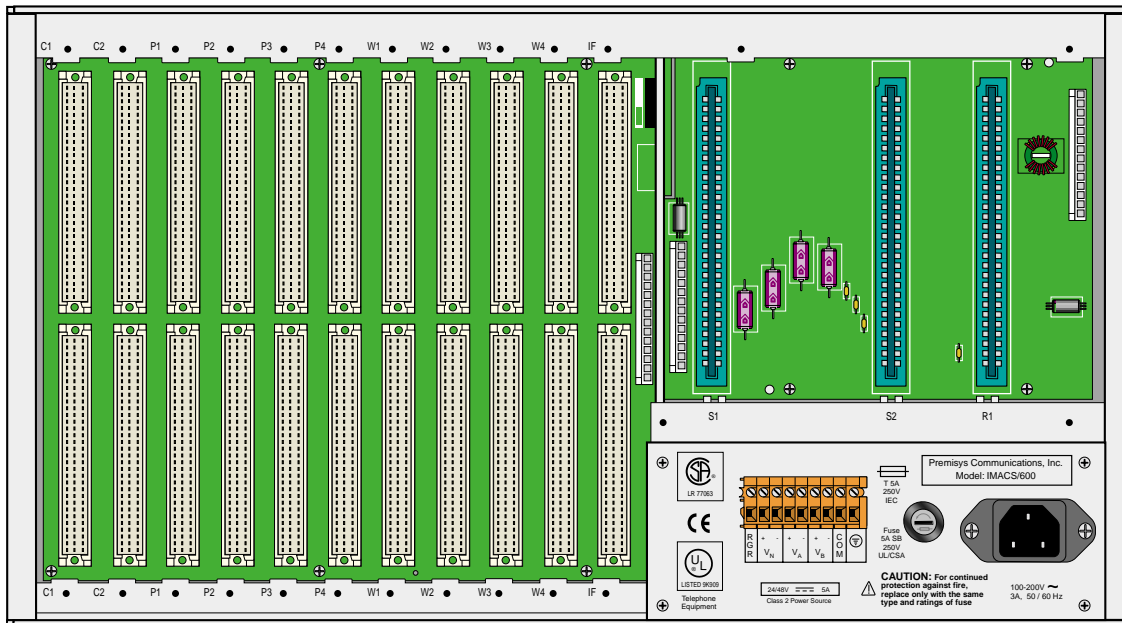 C1 C2 P1 P2 P3 P4 W1 W2 W3 W4 IF
S1 S2 R1
C1 C2 P1 P2 P3 P4 W1 W2 W3 W4 IF
SA ®
LR 77063
CE
UL ®
LISTED 9K909
Telephone
Equipment
RGR + - + - + - COM
VN VA VB
24/48V 5A
Class 2 Power Source
T 5A
250V
IEC
Fuse
5A SB
250V
UL/CSA
CAUTION: For continued
protection against fire,
replace only with the same
type and ratings of fuse
Premisys Communications, Inc.
Model: IMACS/600
100-200V ~
3A, 50 / 60 Hz